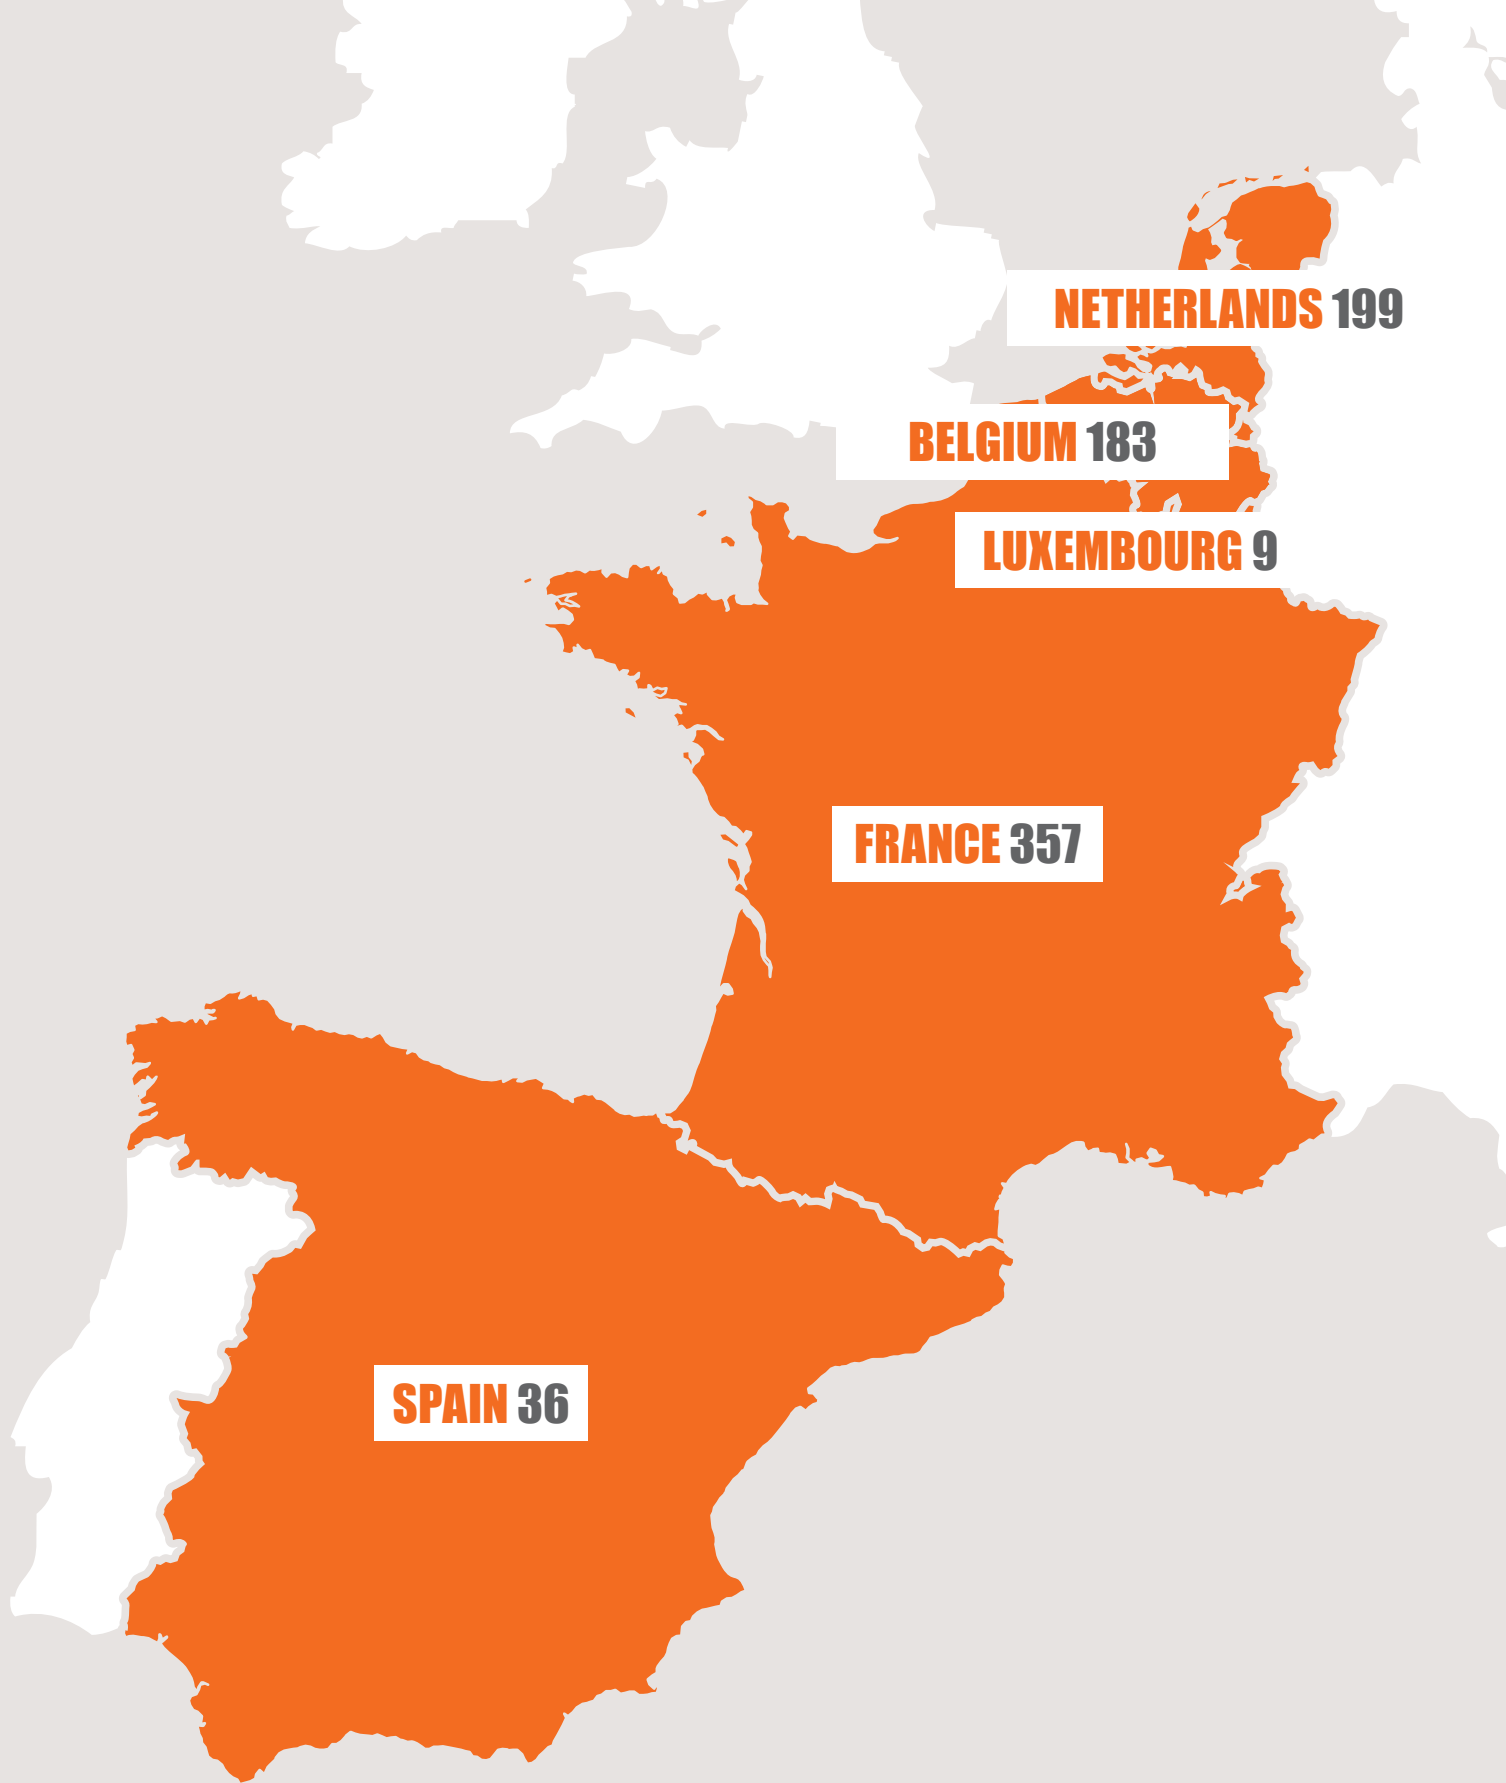 NETHERLANDS 199
BELGIUM 183
LUXEMBOURG 9
FRANCE 357
SPAIN 36